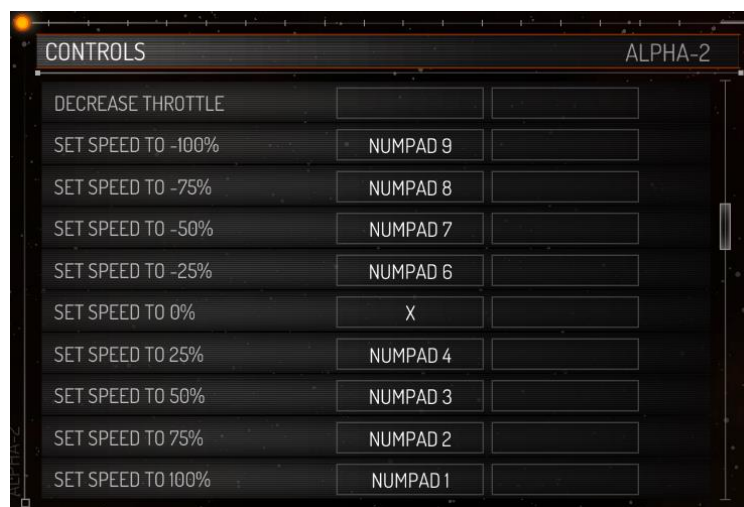 CONTROLS ALPHA-2
DECREASE THROTTLE
SET SPEED TO -100% NUMPAD 9
SET SPEED TO -75% NUMPAD 8
SET SPEED TO -50% NUMPAD 7
SET SPEED TO -25% NUMPAD 6
SET SPEED TO 0% X
SET SPEED TO 25% NUMPAD 4
SET SPEED TO 50% NUMPAD 3
SET SPEED TO 75% NUMPAD 2
SET SPEED TO 100% NUMPAD 1
ALPHA-2